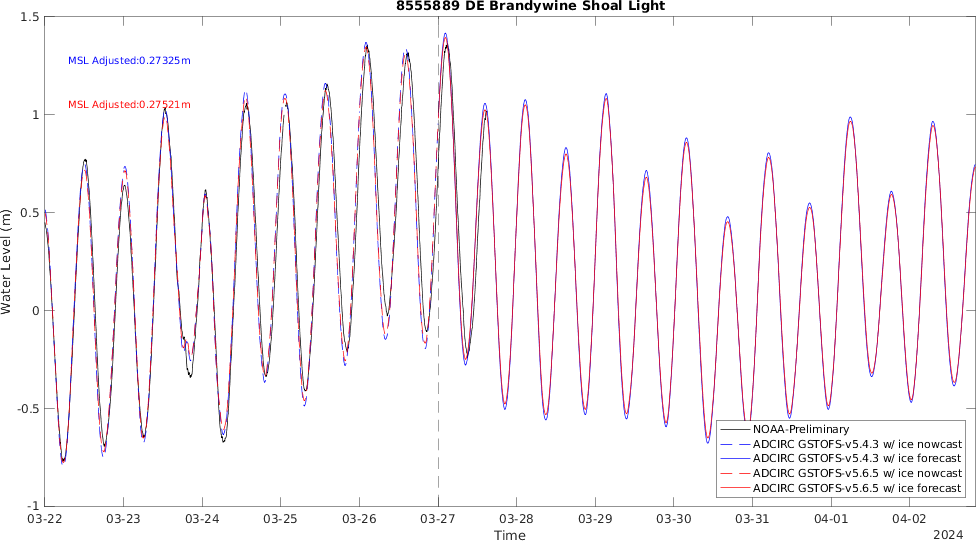 8555889 DE Brandywine Shoal Light
1.5
MSL Adjusted:0.27325m
MSL Adjusted:0.27521m
1
0.5
0
-0.5
-1
Water Level (m)
NOAA-Preliminary
ADCIRC GSTOFS-v5.4.3 w/ ice nowcast
ADCIRC GSTOFS-v5.4.3 w/ ice forecast
ADCIRC GSTOFS-v5.6.5 w/ ice nowcast
ADCIRC GSTOFS-v5.6.5 w/ ice forecast
03-22 03-23 03-24 03-25 03-26 03-27 03-28 03-29 03-30 03-31 04-01 04-02
Time
2024